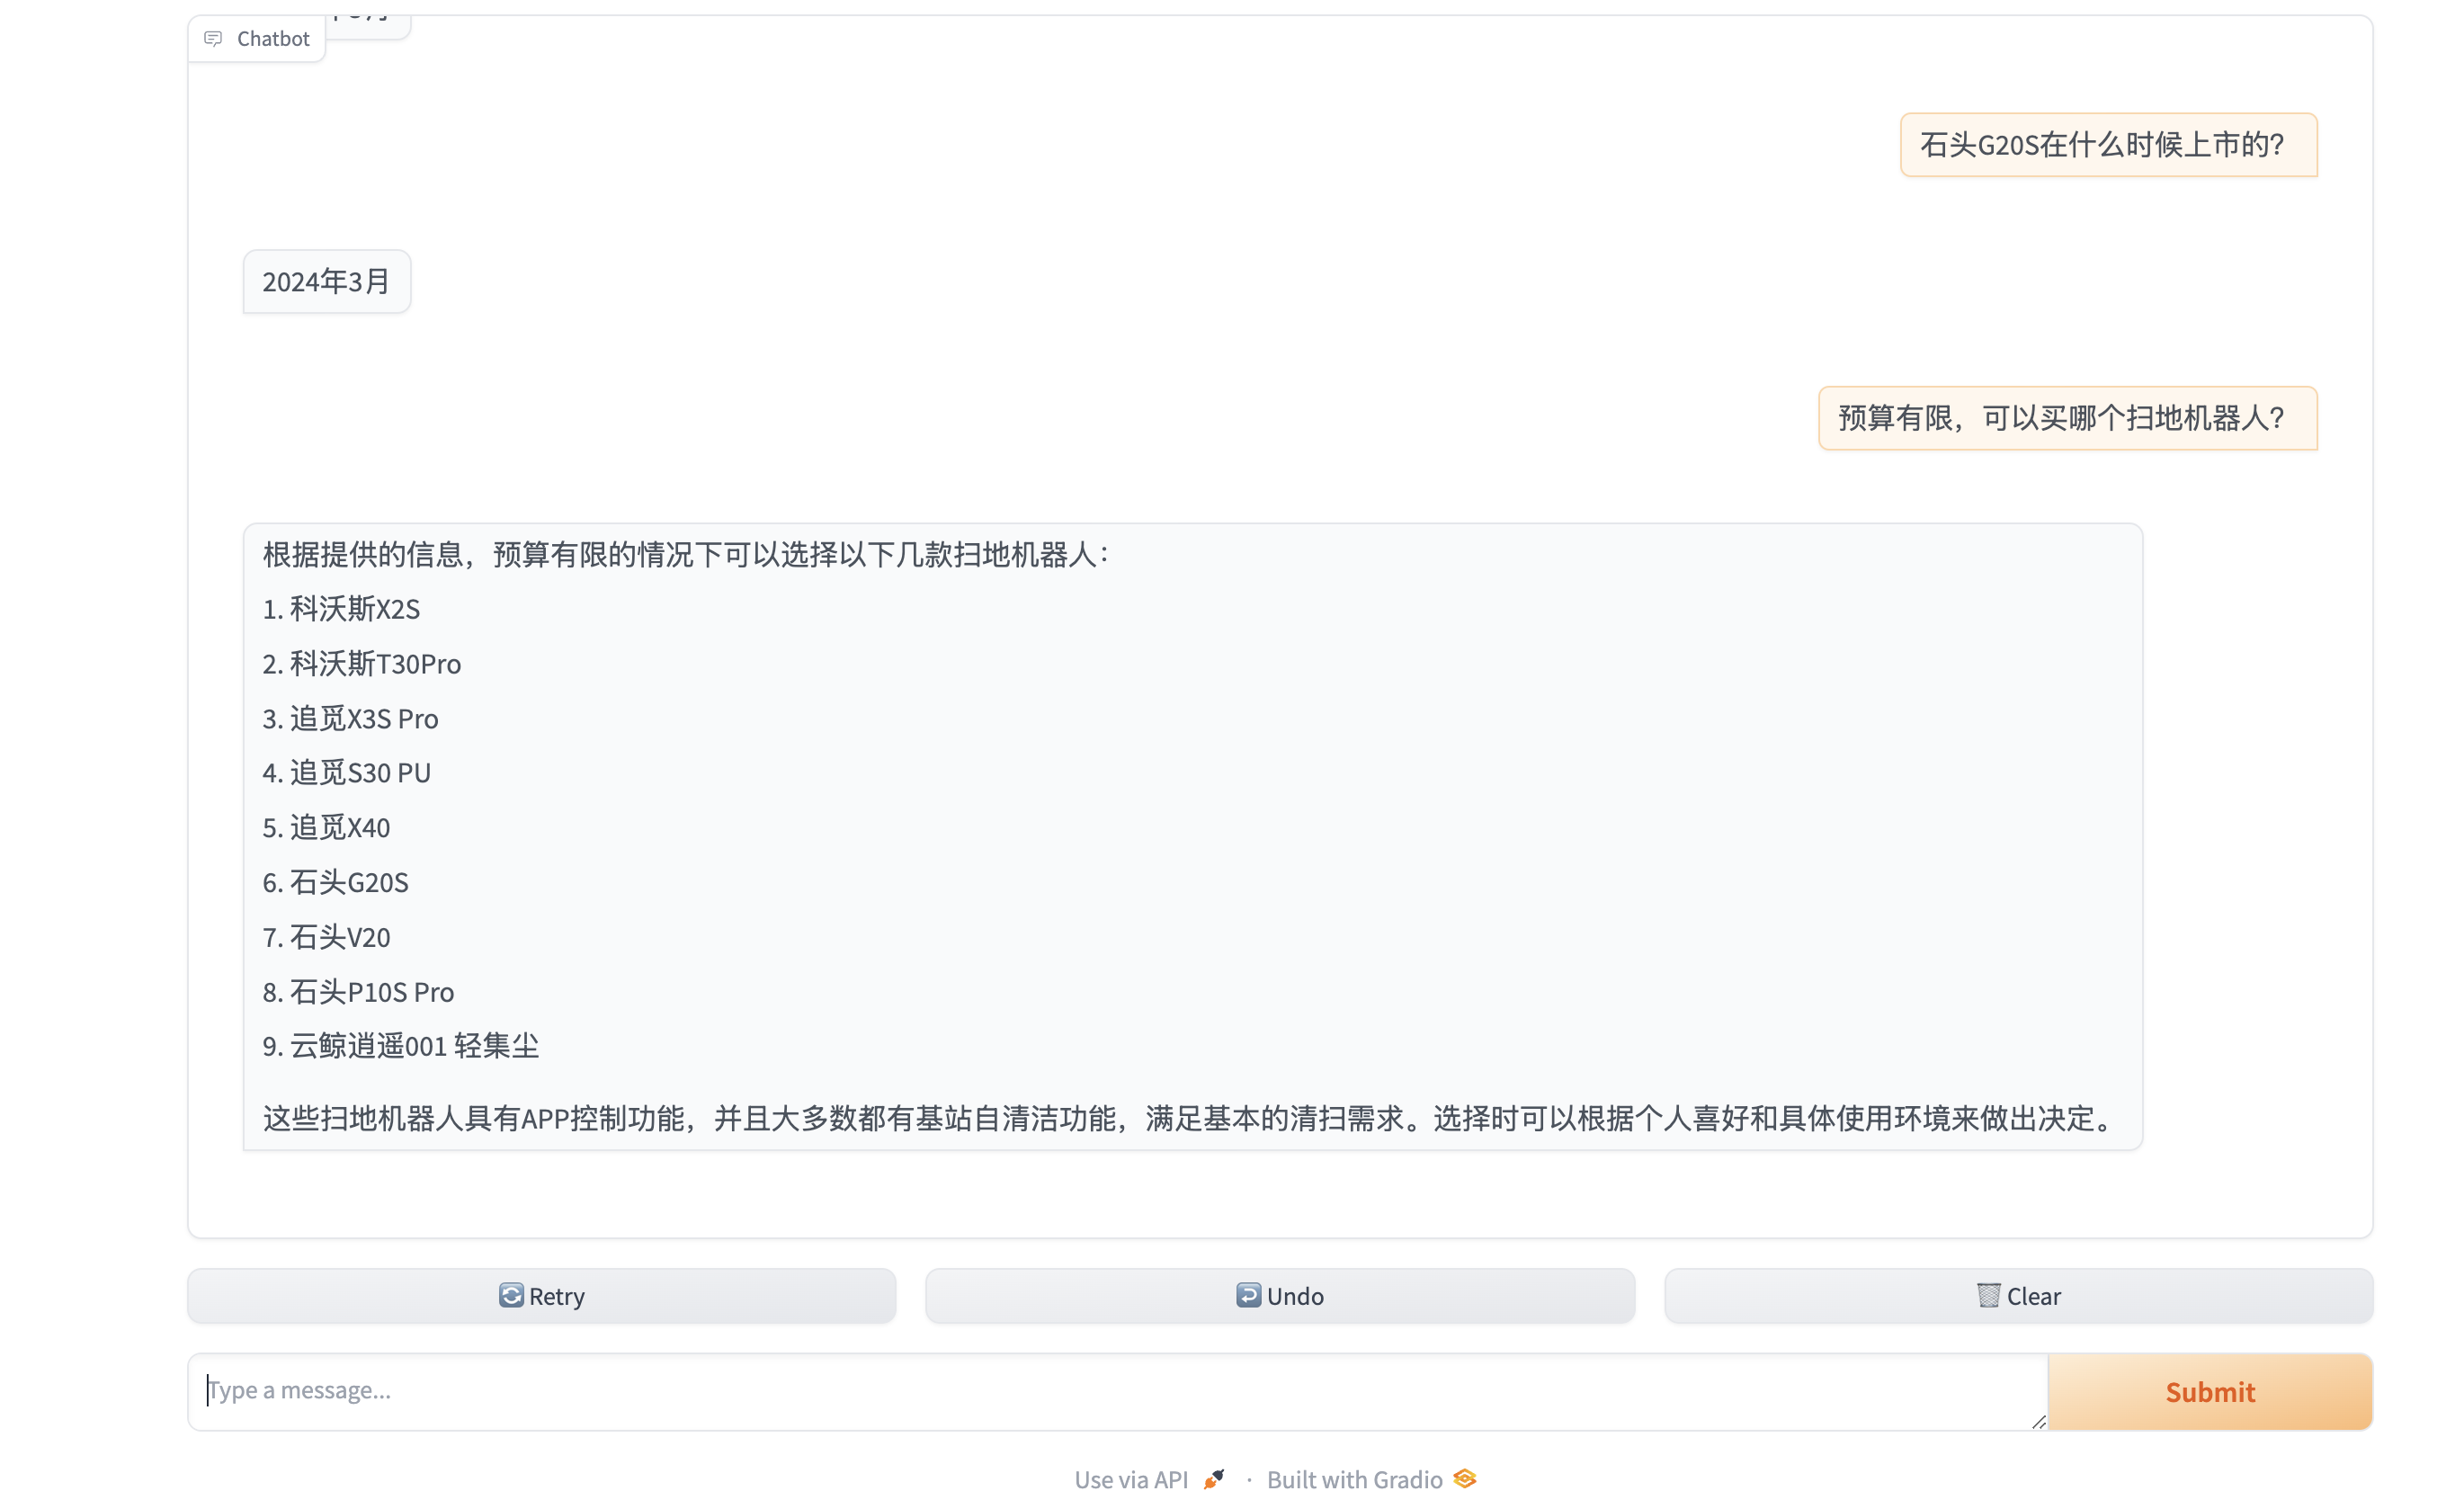 Chatbot
石头G20S在什么时候上市的？
2024年3月
预算有限，可以买哪个扫地机器人？
根据提供的信息，预算有限的情况下可以选择以下几款扫地机器人：
1. 科沃斯X2S
2. 科沃斯T30Pro
3. 追觅X3S Pro
4. 追觅S30 PU
5. 追觅X40
6. 石头G20S
7. 石头V20
8. 石头P10S Pro
9. 云鲸逍遥001 轻集尘
这些扫地机器人具有APP控制功能，并且大多数都有基站自清洁功能，满足基本的清扫需求。选择时可以根据个人喜好和具体使用环境来做出决定。
Retry
Undo
Clear
Type a message...
Submit
Use via API · Built with Gradio